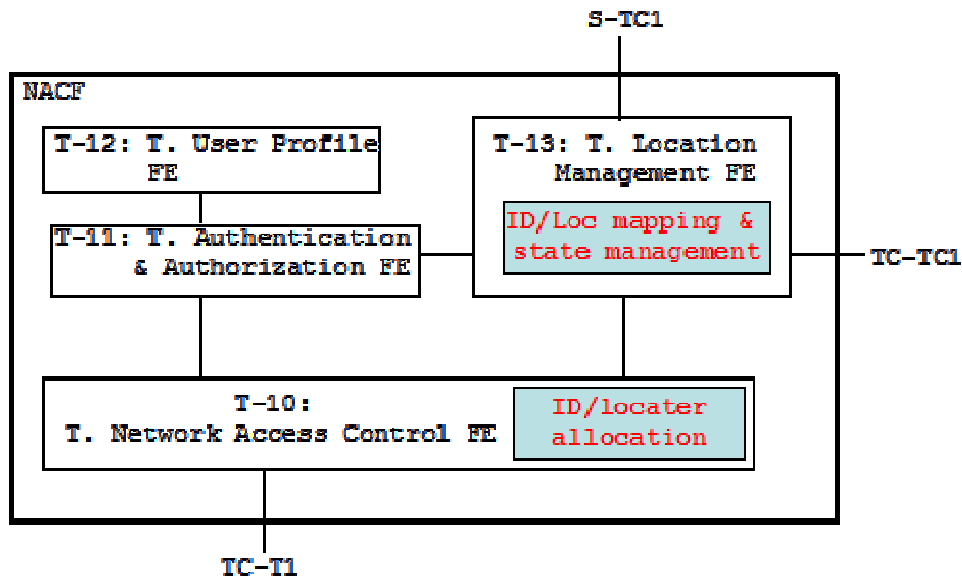 S-TC1
NACF
T-12: T. User Profile
FE
T-13: T. Location
Management FE
ID/Loc mapping &
state management
T-11: T. Authentication
& Authorization FE
TC-TC1
T-10:
T. Network Access Control FE
ID/locater
allocation
TC-T1